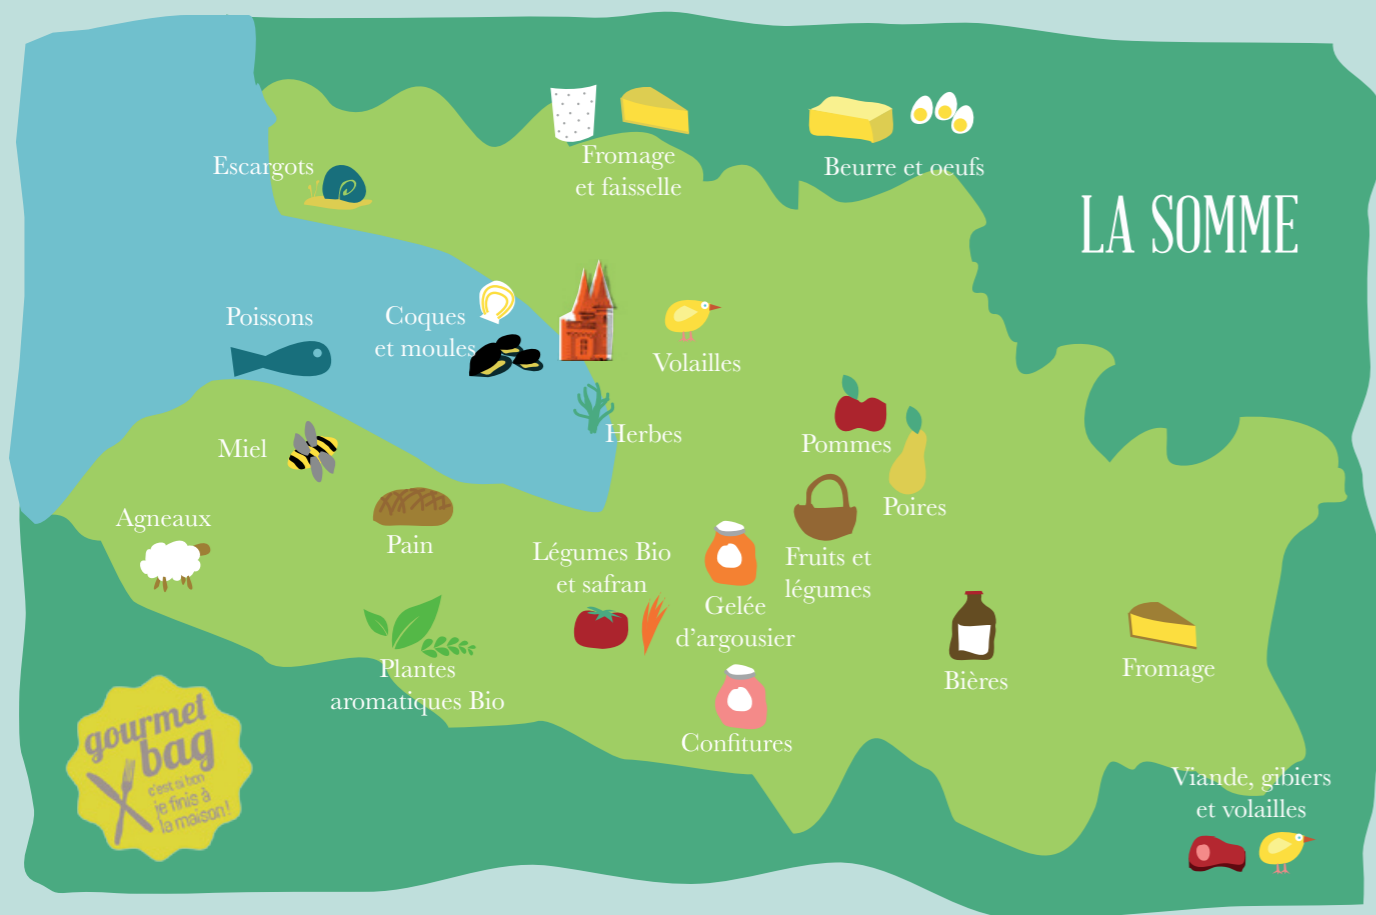 Fromage
et faisselle
Beurre et oeufs
Escargots
LA SOMME
Poissons
Coques
et moules
Volailles
Herbes
Miel
Pommes
Poires
Agneaux
Pain
Légumes Bio
et safran
Fruits et
légumes
Gelée
d’argousier
Plantes
aromatiques Bio
Bières
Fromage
Confitures
gourmet
bag
c'est si bon
je finis à
la maison !
Viande, gibiers
et volailles